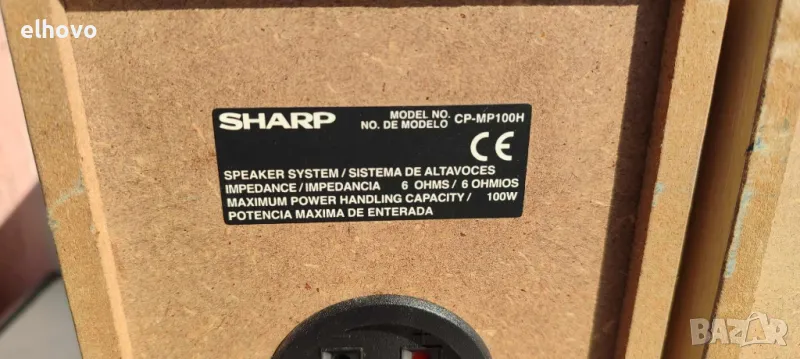 elhovo
SHARP
MODEL NO.
NO. DE MODELO CP-MP100H
CE
SPEAKER SYSTEM / SISTEMA DE ALTAVOCES
IMPEDANCE / IMPEDANCIA 6 OHMS / 6 OHMIOS
MAXIMUM POWER HANDLING CAPACITY / 100W
POTENCIA MAXIMA DE ENTERADA
BAZAR